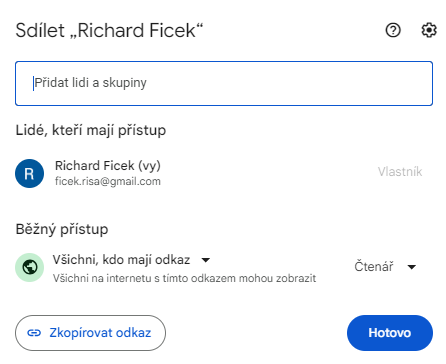 Sdílet „Richard Ficek“
Přidat lidi a skupiny
Lidé, kteří mají přístup
R
Richard Ficek (vy)
Vlastník
ficek.risa@gmail.com
Běžný přístup
Všichni, kdo mají odkaz
Čtenář
Všichni na internetu s tímto odkazem mohou zobrazit
Zkopírovat odkaz
Hotovo